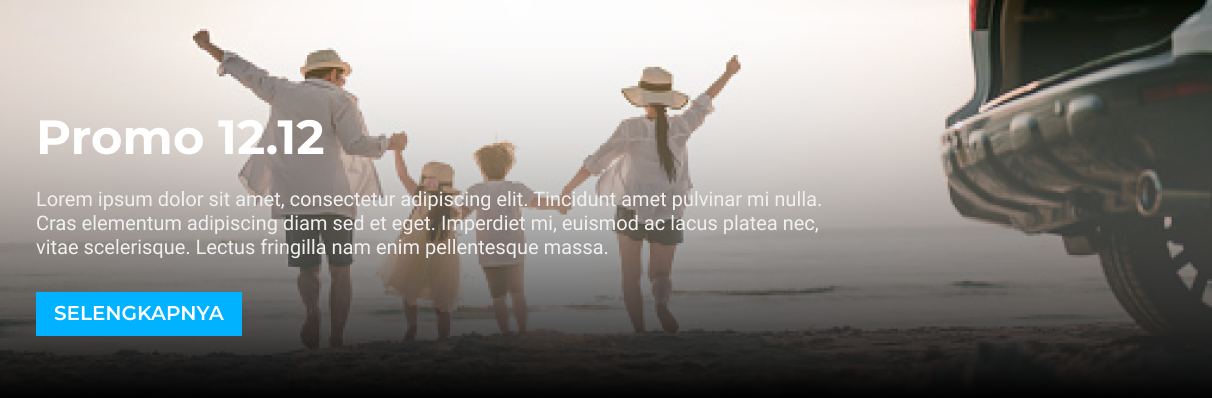 Promo 12.12
Lorem ipsum dolor sit amet, consectetur adipiscing elit. Tincidunt amet pulvinar mi nulla.
Cras elementum adipiscing diam sed et eget. Imperdiet mi, euismod ac lacus platea nec,
vitae scelerisque. Lectus fringilla nam enim pellentesque massa.
SELENGKAPNYA